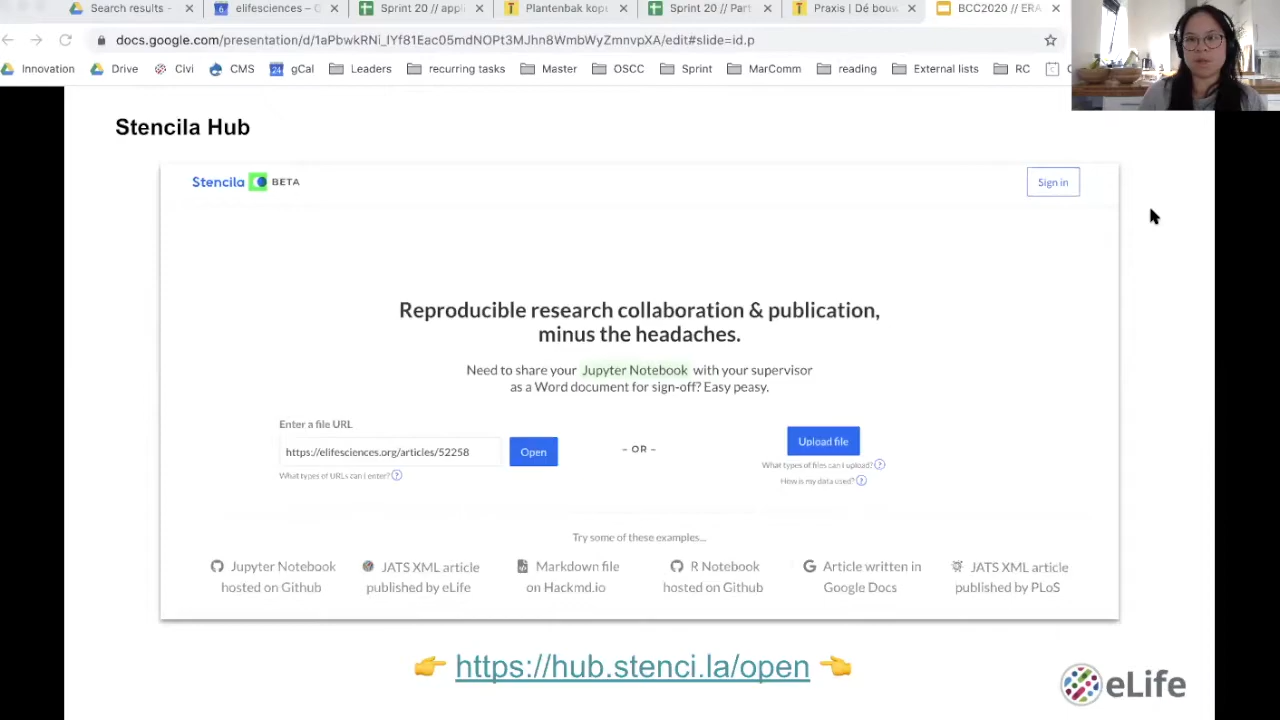 Search results -
elifesciences – C
Sprint 20 // appli
Plantenbak kop
Sprint 20 // Part
Praxis | Dé bouw
BCC2020 // ERA
docs.google.com/presentation/d/1aPbwkRNi_lYf81Eac05mdNOPt3MJhn8WmbWyZmnvpXA/edit#slide=id.p
Innovation
Drive
Civi
CMS
24
gCal
Leaders
recurring tasks
Master
OSCC
Sprint
MarComm
reading
External lists
RC
Stencila Hub
Stencila BETA
Sign in
Reproducible research collaboration & publication,
minus the headaches.
Need to share your Jupyter Notebook with your supervisor
as a Word document for sign-off? Easy peasy.
Enter a file URL
https://elifesciences.org/articles/52258
Open
What types of URLs can I enter? ?
– OR –
Upload file
What types of files can I upload? ?
How is my data used? ?
Try some of these examples...
Jupyter Notebook
hosted on Github
JATS XML article
published by eLife
Markdown file
on Hackmd.io
R Notebook
hosted on Github
Article written in
Google Docs
JATS XML article
published by PLoS
👉 https://hub.stenci.la/open 👈
eLife